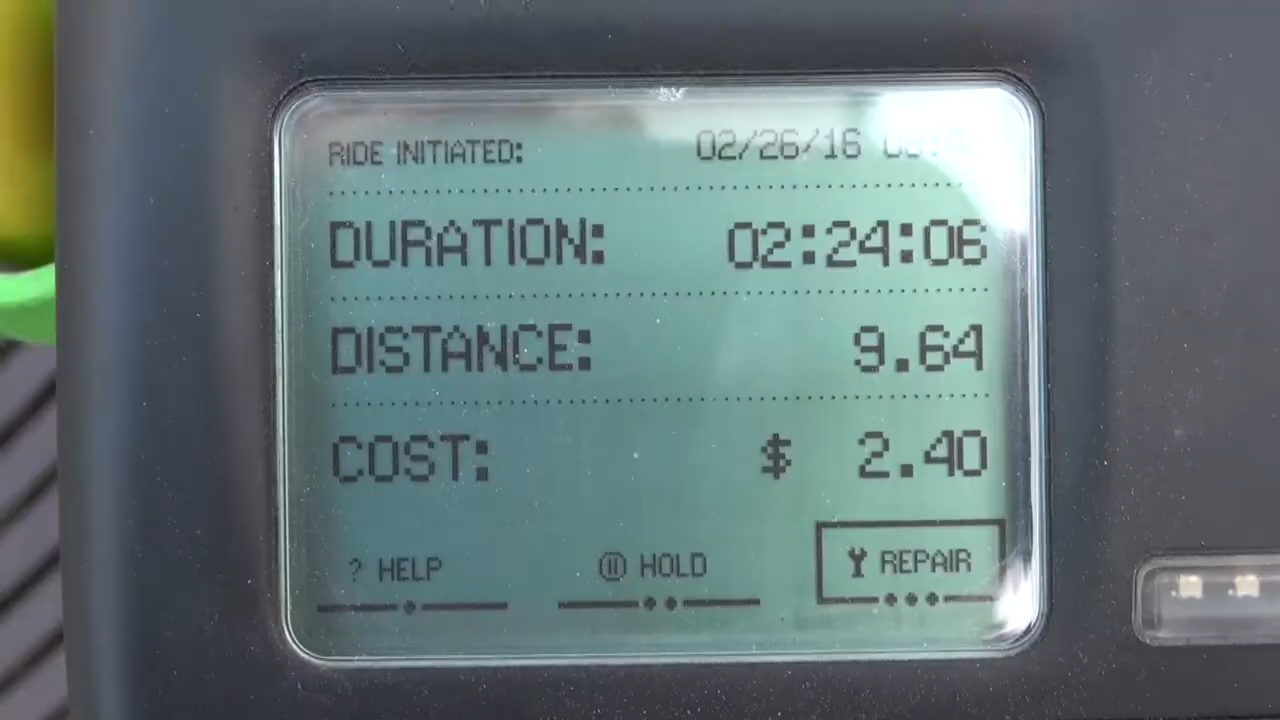 RIDE INITIATED: 02/26/16
DURATION: 02:24:06
DISTANCE: 9.64
COST: $ 2.40
? HELP HOLD REPAIR